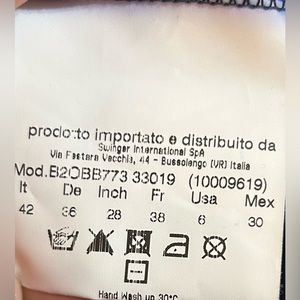 prodotto importato e distribuito da
Swinger International SpA
Via Festara Vecchia, 44 - Bussolengo (VR) Italia
Mod.B2OBB773 33019 (10009619)
It De Inch Fr Usa Mex
42 36 28 38 6 30
Hand Wash up 30°C